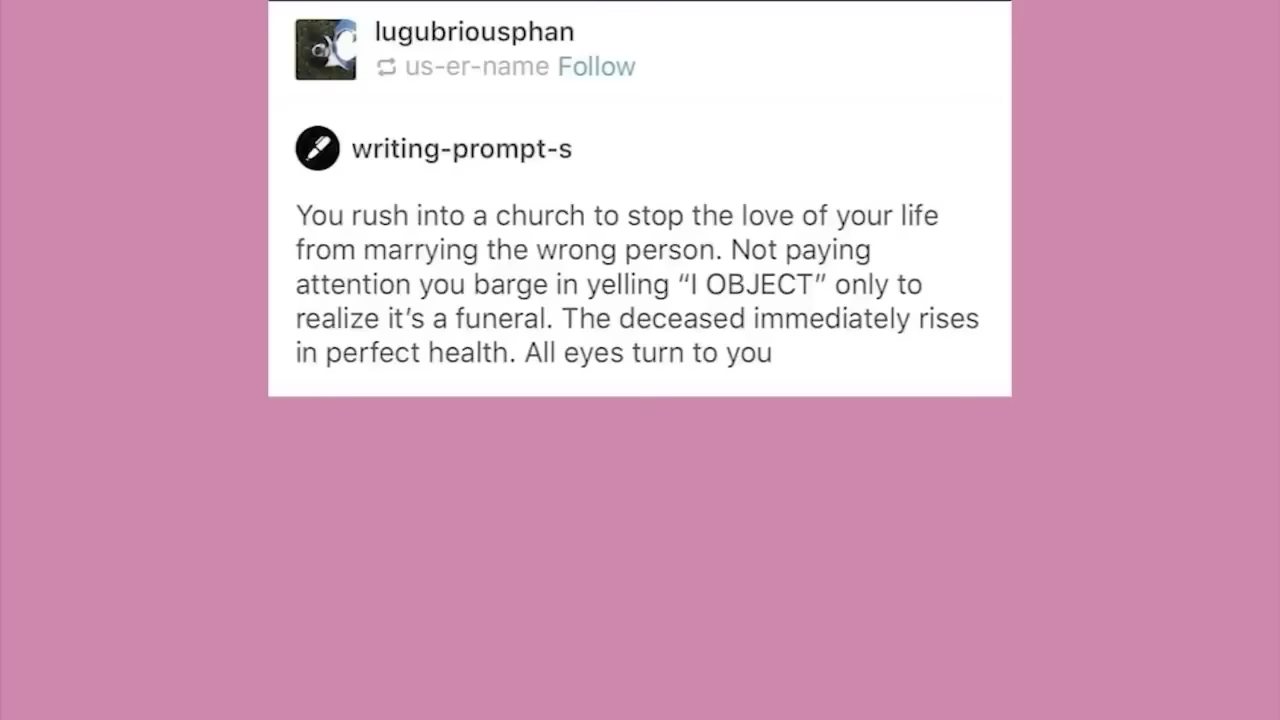 lugubriousphan
us-er-name Follow
writing-prompt-s
You rush into a church to stop the love of your life
from marrying the wrong person. Not paying
attention you barge in yelling “I OBJECT” only to
realize it’s a funeral. The deceased immediately rises
in perfect health. All eyes turn to you